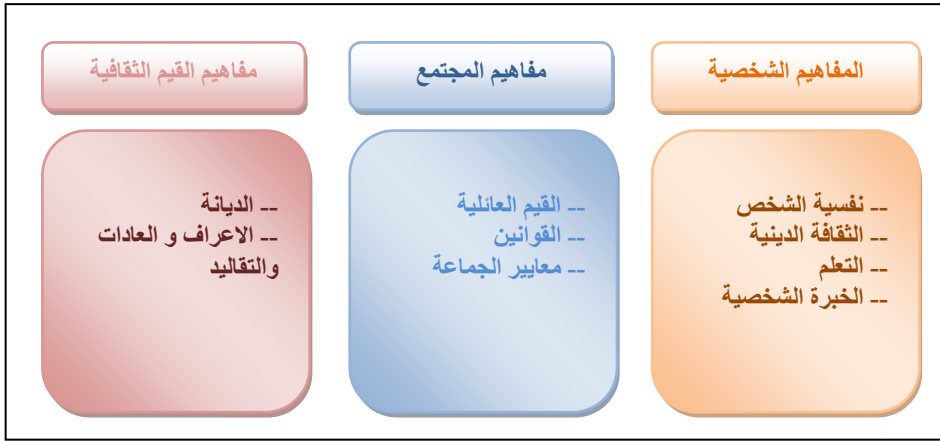 المفاهيم الشخصية
-- نفسية الشخص
-- الثقافة الدينية
-- التعلم
-- الخبرة الشخصية
مفاهيم المجتمع
-- القيم العائلية
-- القوانين
-- معايير الجماعة
مفاهيم القيم الثقافية
-- الديانة
-- الاعراف و العادات
والتقاليد